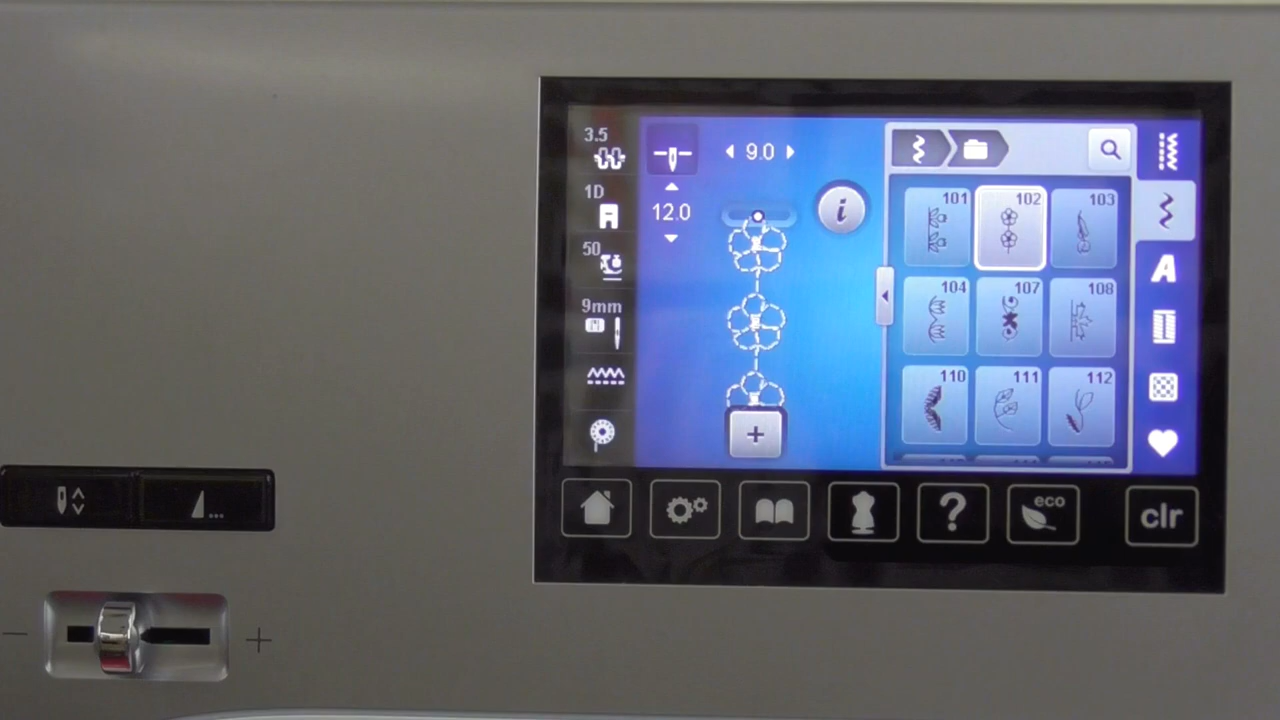 3.5
1D
50
9mm
9.0
12.0
i
101 102 103
104 107 108
110 111 112
A
+
?
eco
clr
− +